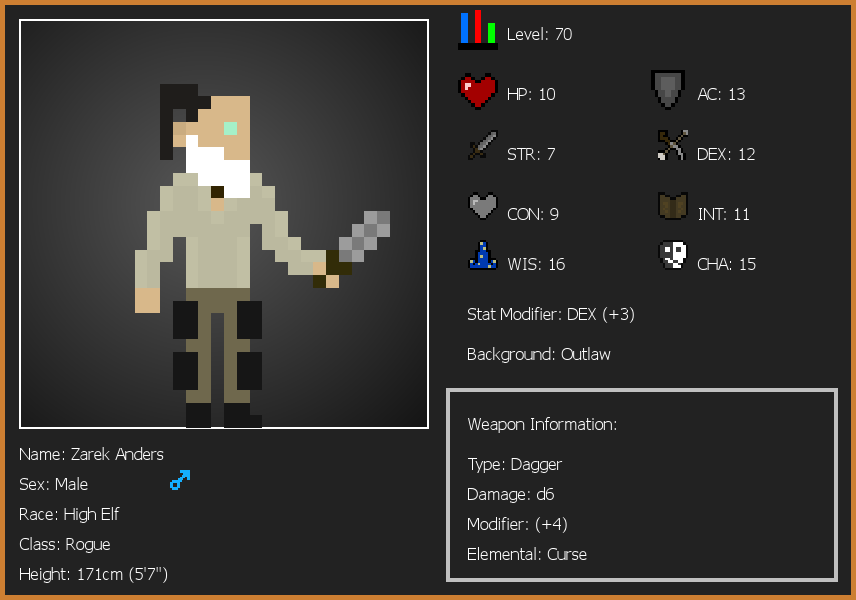 Level: 70
HP: 10
AC: 13
STR: 7
DEX: 12
CON: 9
INT: 11
WIS: 16
CHA: 15
Stat Modifier: DEX (+3)
Background: Outlaw
Weapon Information:
Type: Dagger
Damage: d6
Modifier: (+4)
Elemental: Curse
Name: Zarek Anders
Sex: Male
Race: High Elf
Class: Rogue
Height: 171cm (5'7")